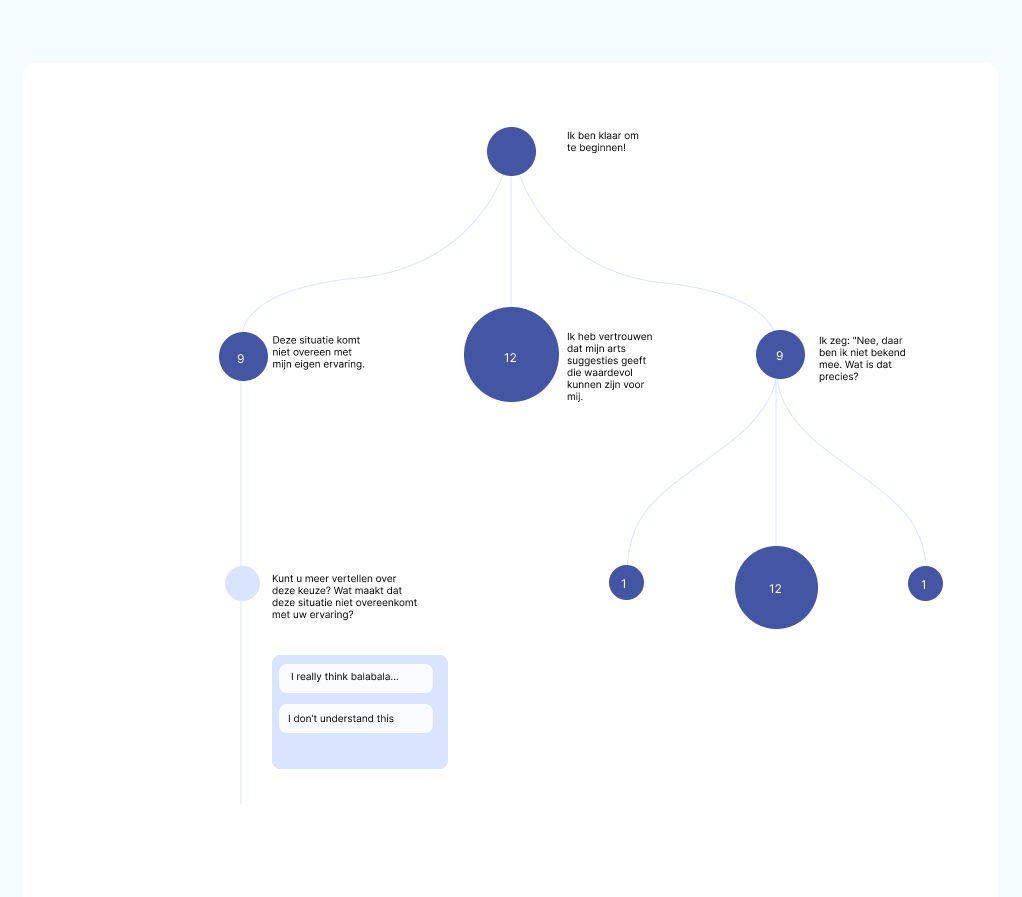 Ik ben klaar om
te beginnen!
9
Deze situatie komt
niet overeen met
mijn eigen ervaring.
12
Ik heb vertrouwen
dat mijn arts
suggesties geeft
die waardevol
kunnen zijn voor
mij.
9
Ik zeg: "Nee, daar
ben ik niet bekend
mee. Wat is dat
precies?
1
12
1
Kunt u meer vertellen over
deze keuze? Wat maakt dat
deze situatie niet overeenkomt
met uw ervaring?
I really think balabala...
I don't understand this